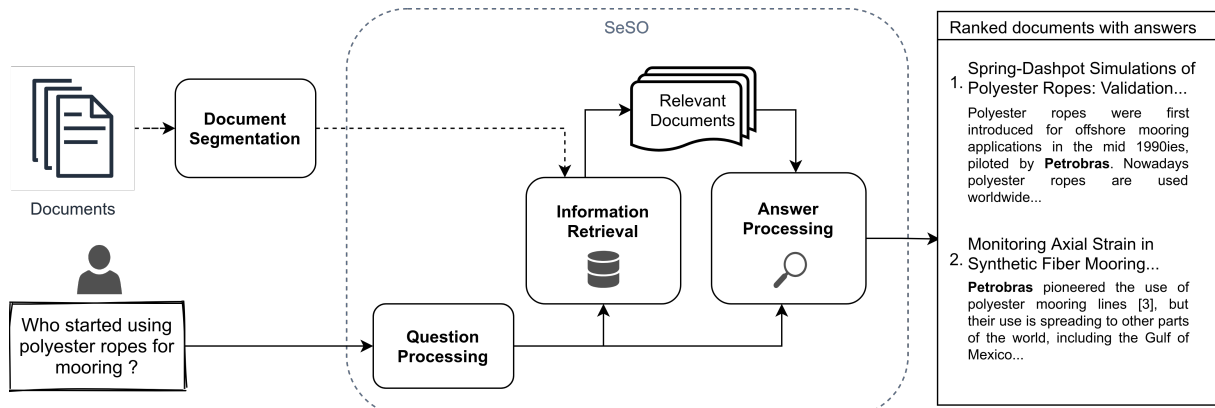 SeSO
Ranked documents with answers
Document
Segmentation
Documents
Relevant
Documents
Information
Retrieval
Answer
Processing
Who started using
polyester ropes for
mooring ?
Question
Processing
1. Spring-Dashpot Simulations of
Polyester Ropes: Validation...
Polyester ropes were first
introduced for offshore mooring
applications in the mid 1990ies,
piloted by Petrobras. Nowadays
polyester ropes are used
worldwide...
2. Monitoring Axial Strain in
Synthetic Fiber Mooring...
Petrobras pioneered the use of
polyester mooring lines [3], but
their use is spreading to other parts
of the world, including the Gulf of
Mexico...